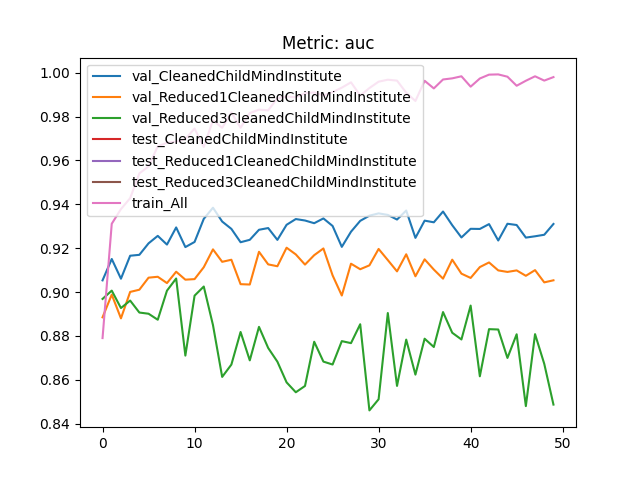 Metric: auc
1.00
0.98
0.96
0.94
0.92
0.90
0.88
0.86
0.84
0
10
20
30
40
50
val_CleanedChildMindInstitute
val_Reduced1CleanedChildMindInstitute
val_Reduced3CleanedChildMindInstitute
test_CleanedChildMindInstitute
test_Reduced1CleanedChildMindInstitute
test_Reduced3CleanedChildMindInstitute
train_All